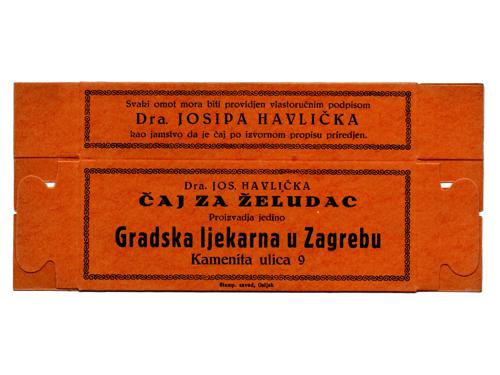 Svaki omot mora biti providjen vlastoručnim podpisom
Dra. JOSIPA HAVLIČKA
kao jamstvo da je čaj po izvornom propisu priredjen.
Dra. JOS. HAVLIČKA
ČAJ ZA ŽELUDAC
Proizvadja jedino
Gradska ljekarna u Zagrebu
Kamenita ulica 9
Štamp. zavod, Osijek